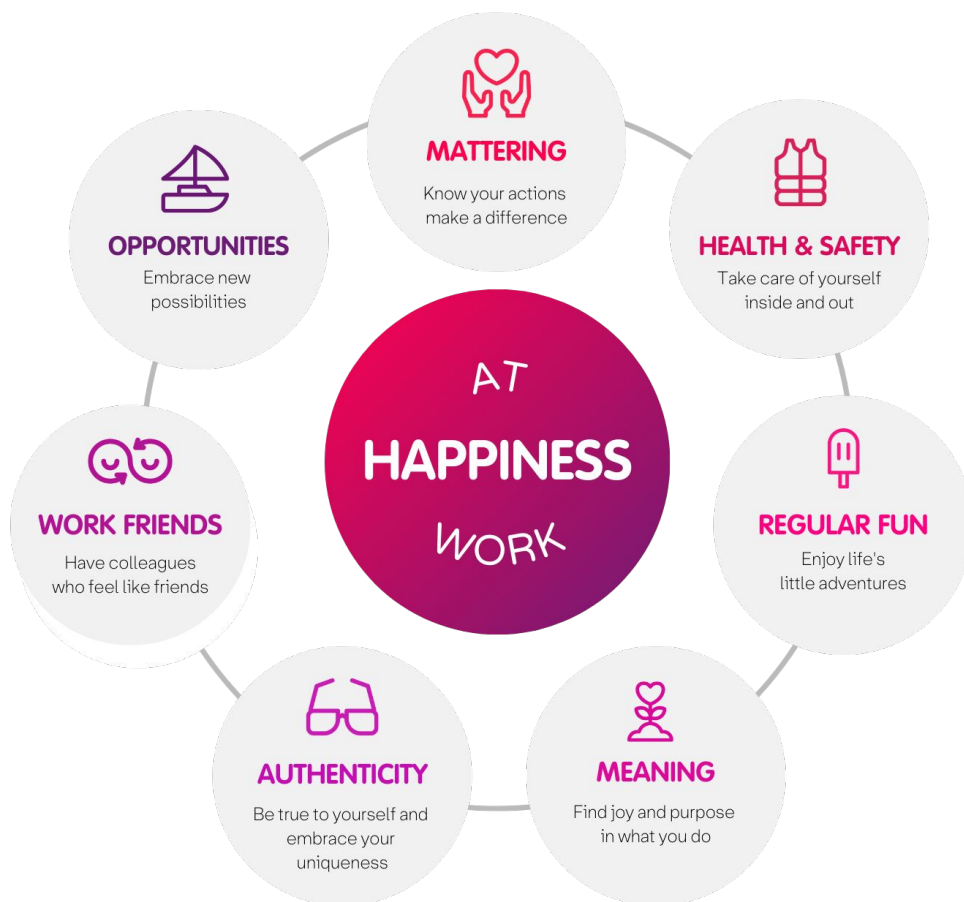 MATTERING
Know your actions
make a difference
HEALTH & SAFETY
Take care of yourself
inside and out
REGULAR FUN
Enjoy life's
little adventures
MEANING
Find joy and purpose
in what you do
AUTHENTICITY
Be true to yourself and
embrace your
uniqueness
WORK FRIENDS
Have colleagues
who feel like friends
OPPORTUNITIES
Embrace new
possibilities
AT
HAPPINESS
WORK